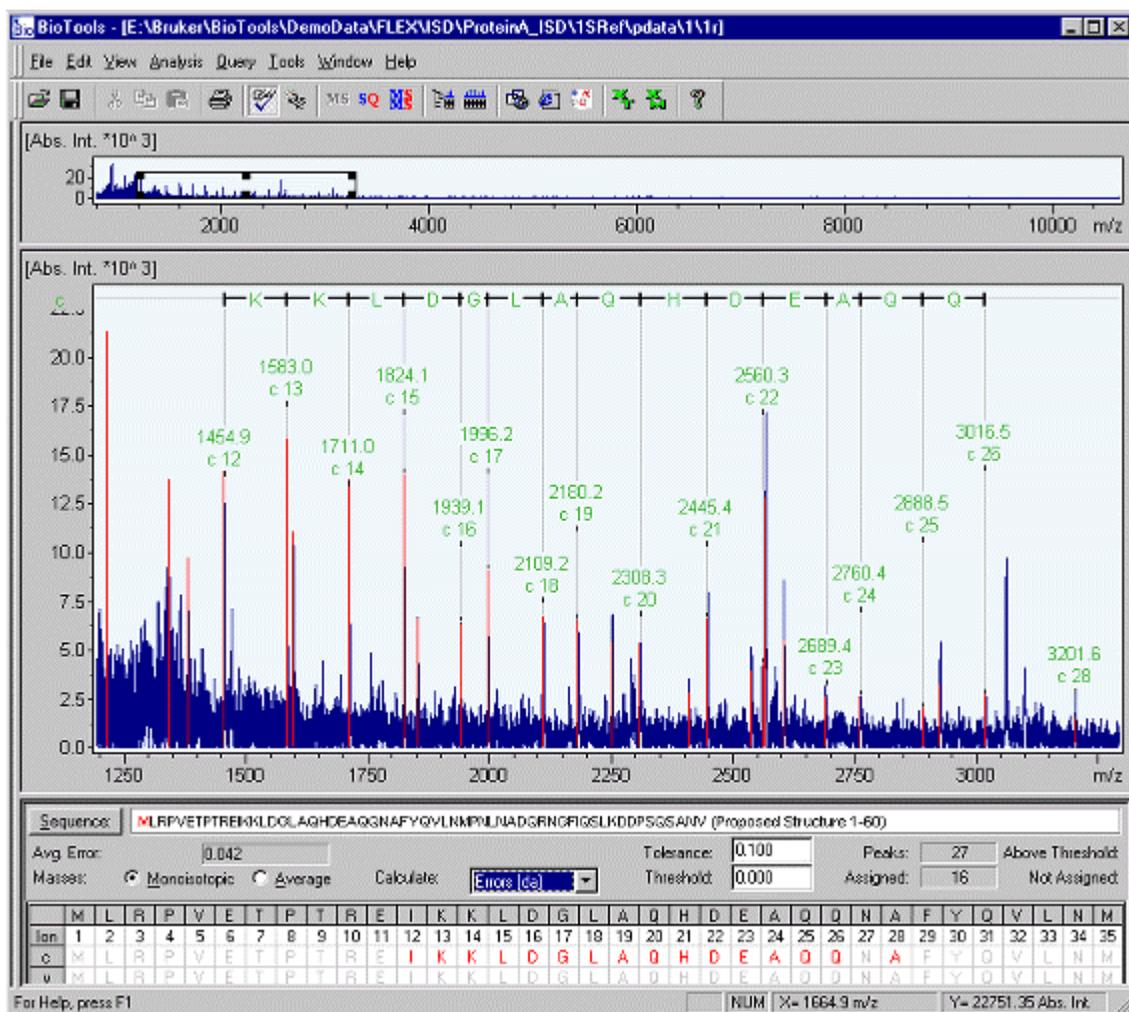 BioTools - [E:\Bruker\BioTools\DemoData\FLEX\ISD\ProteinA_ISD\1SRef\pdata\1\1r]
File Edit View Analysis Query Tools Window Help
MS SQ MS
[Abs. Int. *10^ 3]
20
0
2000 4000 6000 8000 10000 m/z
[Abs. Int. *10^ 3]
c K K L D G L A Q H D E A Q Q
20.0
17.5
15.0
12.5
10.0
7.5
5.0
2.5
0.0
1454.9
c 12
1583.0
c 13
1711.0
c 14
1824.1
c 15
1939.1
c 16
1996.2
c 17
2109.2
c 18
2180.2
c 19
2308.3
c 20
2445.4
c 21
2560.3
c 22
2689.4
c 23
2760.4
c 24
2888.5
c 25
3016.5
c 26
3201.6
c 28
1250 1500 1750 2000 2250 2500 2750 3000 m/z
Sequence: (Proposed Structure 1-60)
Avg. Error: 0.042 Tolerance: 0.100 Peaks: 27 Above Threshold
Masses: Monoisotopic Average Calculate: Errors [da] Threshold: 0.000 Assigned: 16 Not Assigned:
M L R P V E T P T R E I K K L D G L A Q H D E A Q Q N A F Y Q V L N M
Ion 1 2 3 4 5 6 7 8 9 10 11 12 13 14 15 16 17 18 19 20 21 22 23 24 25 26 27 28 29 30 31 32 33 34 35
c M L R P V E T P T R E I K K L D G L A Q H D E A Q Q N A F Y Q V L N M
For Help, press F1 NUM X= 1664.9 m/z Y= 22751.35 Abs. Int.